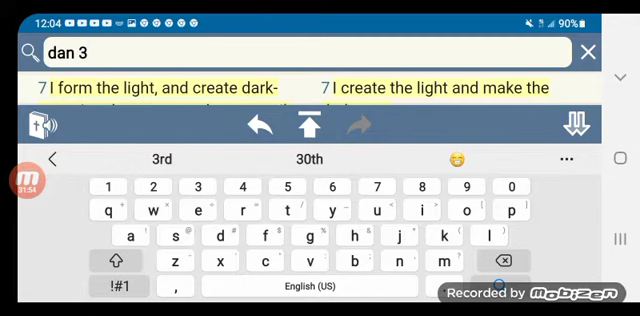 12:04 90%
dan 3
7 I form the light, and create dark-
7 I create the light and make the
3rd 30th
31:54
1 2 3 4 5 6 7 8 9 0
q w e r t y u i o p
a s d f g h j k l
z x c v b n m
!#1 , English (US)
Recorded by mobizen